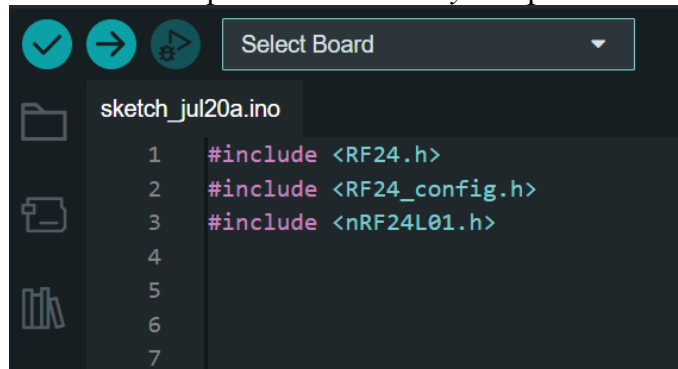 Select Board
sketch_jul20a.ino
1 #include <RF24.h>
2 #include <RF24_config.h>
3 #include <nRF24L01.h>
4
5
6
7